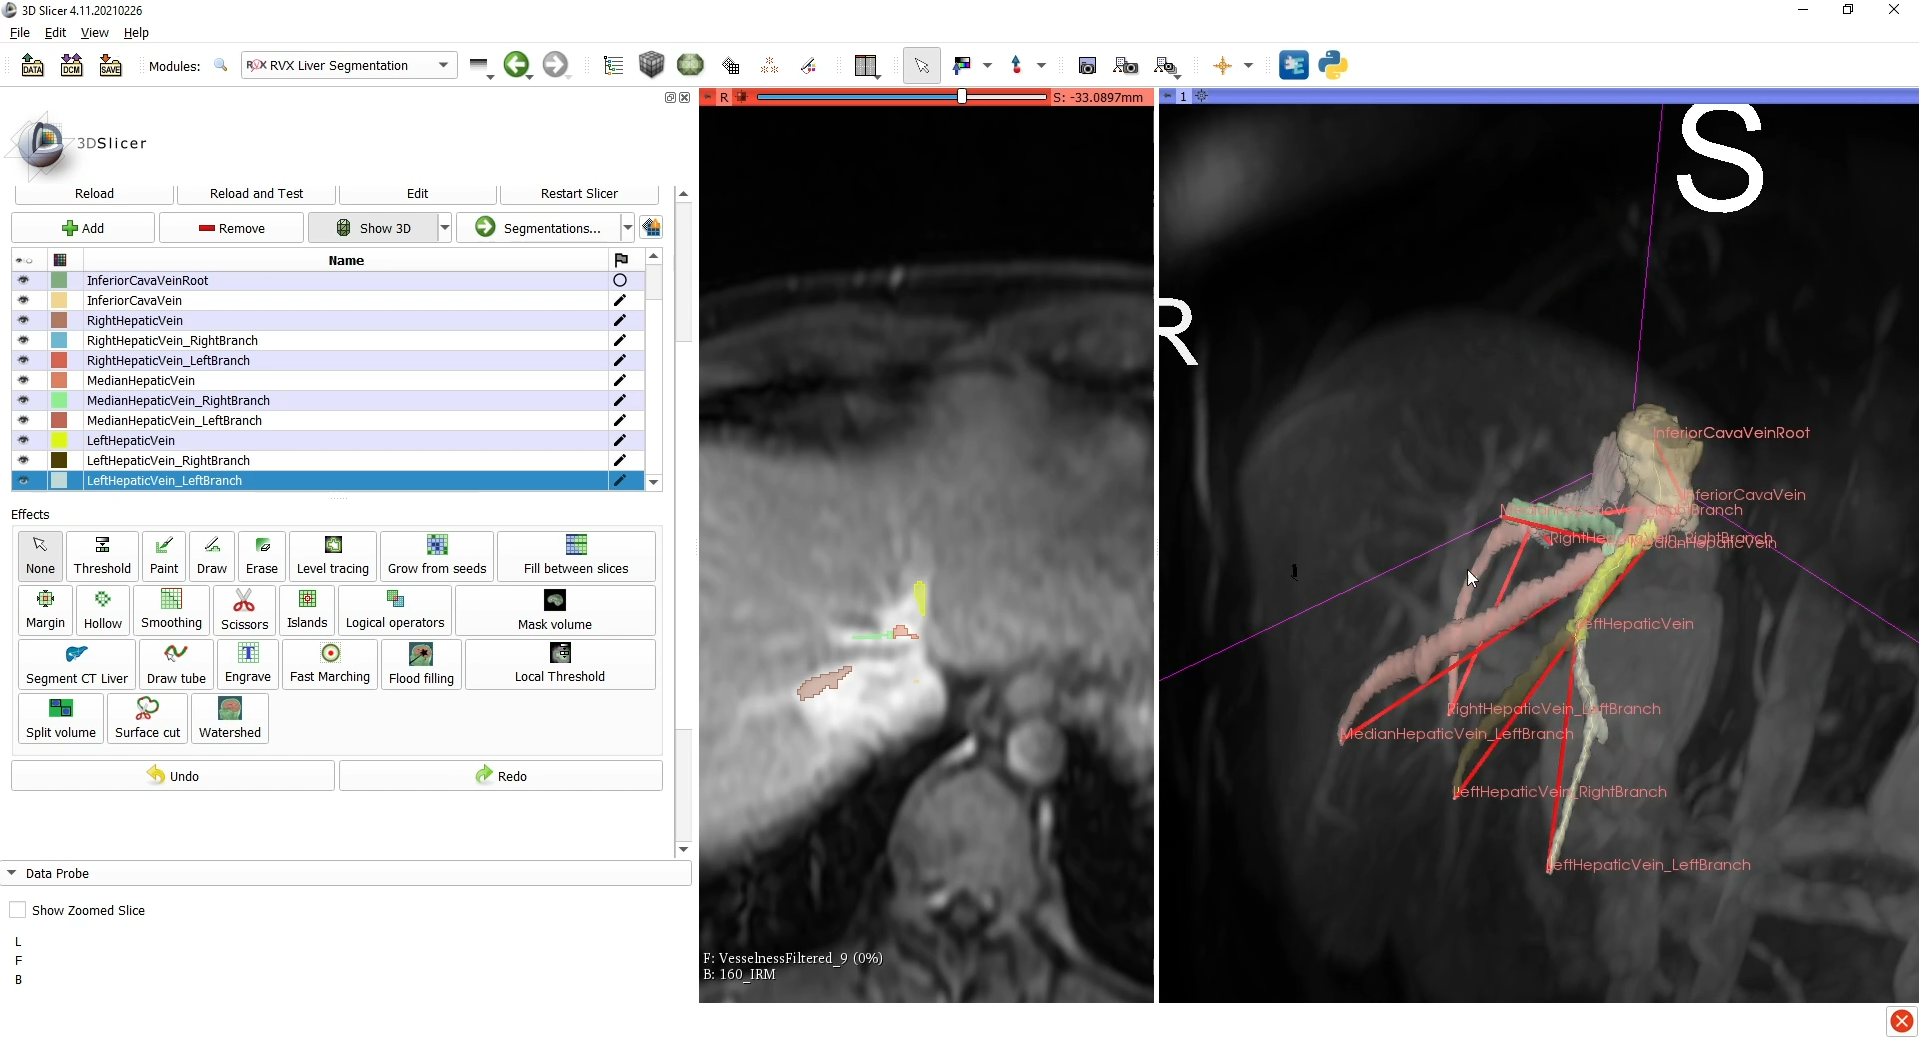 3D Slicer 4.11.20210226
File Edit View Help
DATA DCM SAVE Modules: RVX RVX Liver Segmentation
R S: -33.0897mm 1
3DSlicer
Reload Reload and Test Edit Restart Slicer
Add Remove Show 3D Segmentations...
Name
InferiorCavaVeinRoot
InferiorCavaVein
RightHepaticVein
RightHepaticVein_RightBranch
RightHepaticVein_LeftBranch
MedianHepaticVein
MedianHepaticVein_RightBranch
MedianHepaticVein_LeftBranch
LeftHepaticVein
LeftHepaticVein_RightBranch
LeftHepaticVein_LeftBranch
Effects
None Threshold Paint Draw Erase Level tracing Grow from seeds Fill between slices
Margin Hollow Smoothing Scissors Islands Logical operators Mask volume
Segment CT Liver Draw tube Engrave Fast Marching Flood filling Local Threshold
Split volume Surface cut Watershed
Undo Redo
Data Probe
Show Zoomed Slice
L
F
B
F: VesselnessFiltered_9 (0%)
B: 160_IRM
S
R
InferiorCavaVeinRoot
InferiorCavaVein
RightHepaticVein_RightBranch
MedianHepaticVein
LeftHepaticVein
RightHepaticVein_LeftBranch
MedianHepaticVein_LeftBranch
LeftHepaticVein_RightBranch
LeftHepaticVein_LeftBranch